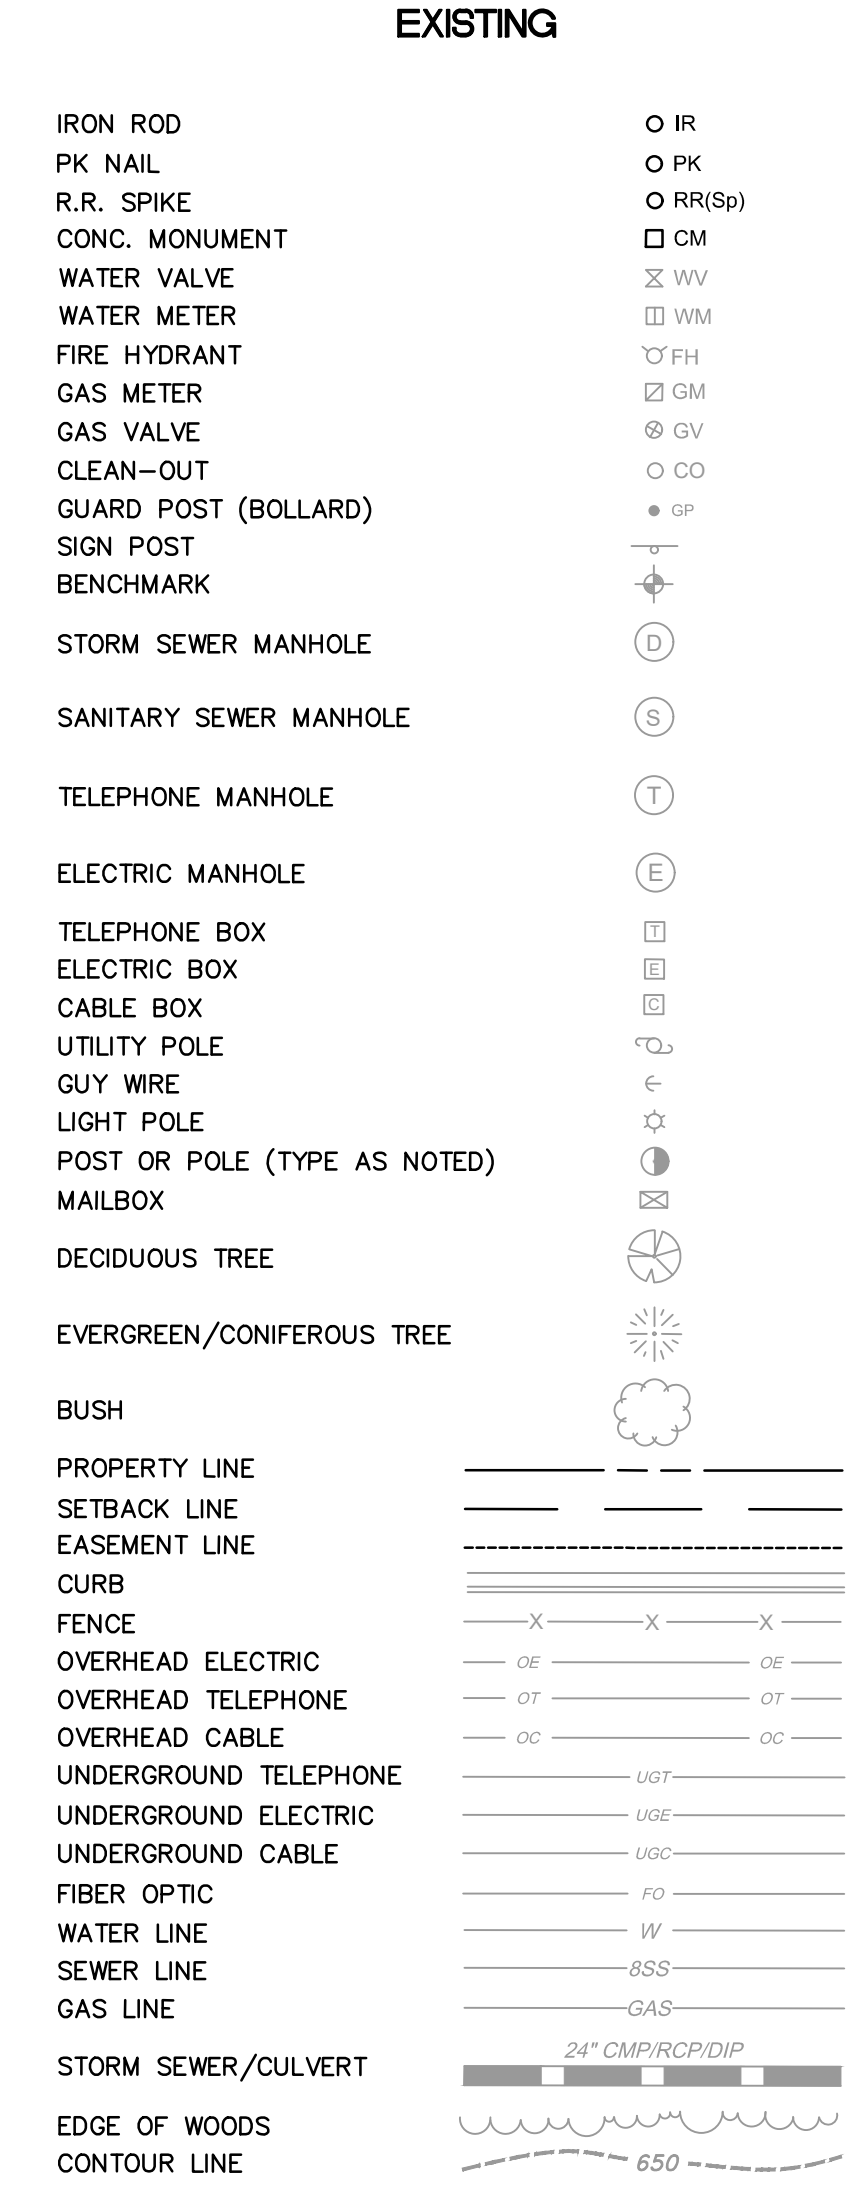 EXISTING
IRON ROD IR
PK NAIL PK
R.R. SPIKE RR(Sp)
CONC. MONUMENT CM
WATER VALVE WV
WATER METER WM
FIRE HYDRANT FH
GAS METER GM
GAS VALVE GV
CLEAN-OUT CO
GUARD POST (BOLLARD) GP
SIGN POST
BENCHMARK
STORM SEWER MANHOLE D
SANITARY SEWER MANHOLE S
TELEPHONE MANHOLE T
ELECTRIC MANHOLE E
TELEPHONE BOX T
ELECTRIC BOX E
CABLE BOX C
UTILITY POLE
GUY WIRE
LIGHT POLE
POST OR POLE (TYPE AS NOTED)
MAILBOX
DECIDUOUS TREE
EVERGREEN/CONIFEROUS TREE
BUSH
PROPERTY LINE
SETBACK LINE
EASEMENT LINE
CURB
FENCE X X X
OVERHEAD ELECTRIC OE OE
OVERHEAD TELEPHONE OT OT
OVERHEAD CABLE OC OC
UNDERGROUND TELEPHONE UGT
UNDERGROUND ELECTRIC UGE
UNDERGROUND CABLE UGC
FIBER OPTIC FO
WATER LINE W
SEWER LINE 8SS
GAS LINE GAS
24" CMP/RCP/DIP
STORM SEWER/CULVERT
EDGE OF WOODS
CONTOUR LINE 650